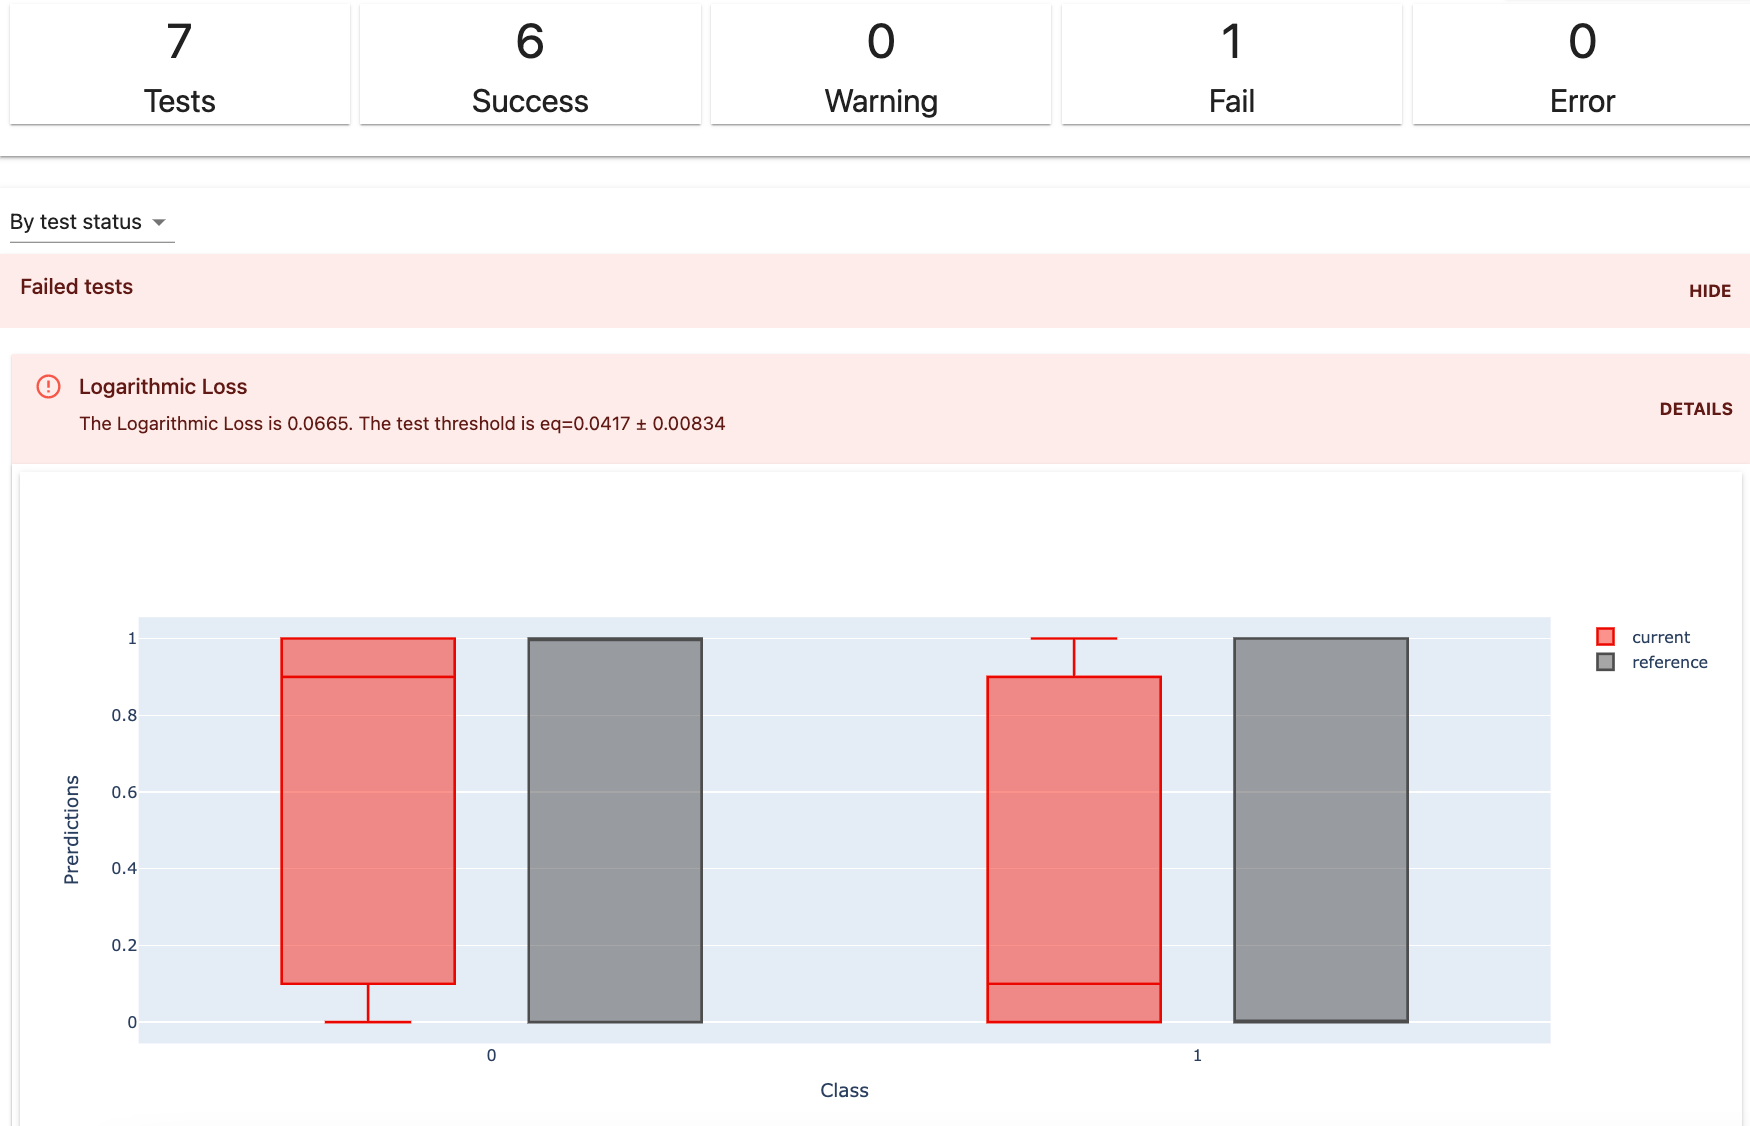 7
Tests
6
Success
0
Warning
1
Fail
0
Error
By test status
Failed tests
HIDE
Logarithmic Loss
The Logarithmic Loss is 0.0665. The test threshold is eq=0.0417 ± 0.00834
DETAILS
1
0.8
0.6
0.4
0.2
0
Prerdictions
0
1
Class
current
reference